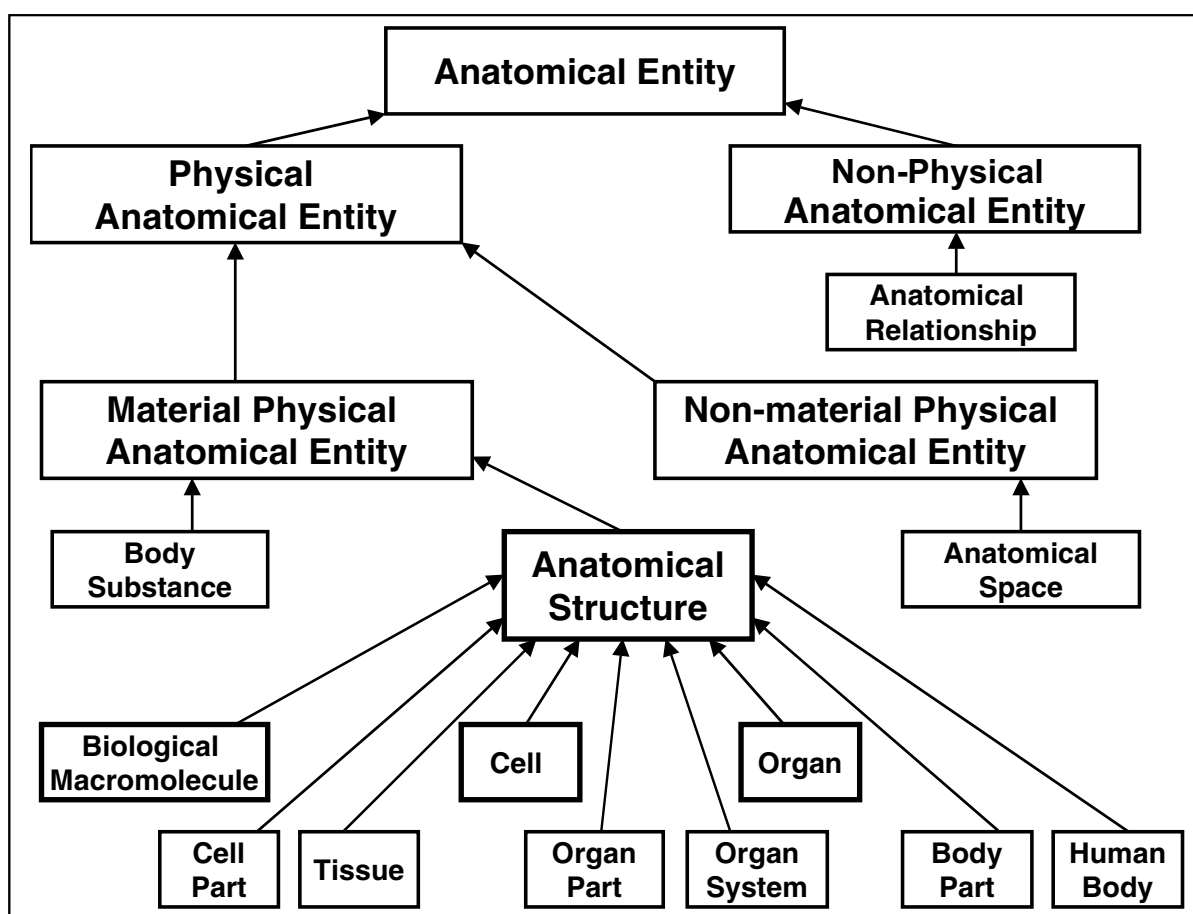 Anatomical Entity
Physical
Anatomical Entity
Non-Physical
Anatomical Entity
Anatomical
Relationship
Material Physical
Anatomical Entity
Non-material Physical
Anatomical Entity
Body
Substance
Anatomical
Structure
Anatomical
Space
Biological
Macromolecule
Cell
Organ
Cell
Part
Tissue
Organ
Part
Organ
System
Body
Part
Human
Body